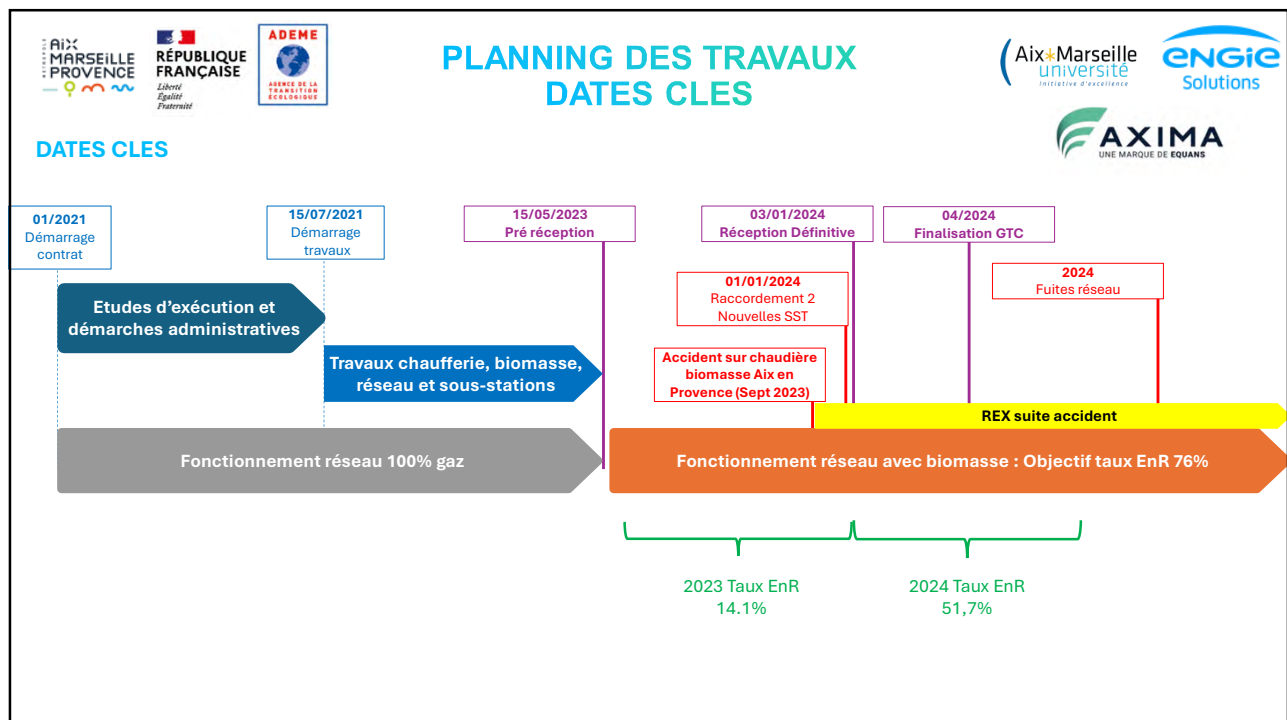 AiX
MARSEILLE
PROVENCE
RÉPUBLIQUE
FRANÇAISE
Liberté
Égalité
Fraternité
ADEME
AGENCE DE LA
TRANSITION
ÉCOLOGIQUE
PLANNING DES TRAVAUX
DATES CLES
Aix*Marseille
université
Initiative d'excellence
ENGIE
Solutions
AXIMA
UNE MARQUE DE EQUANS
DATES CLES
01/2021
Démarrage
contrat
15/07/2021
Démarrage
travaux
15/05/2023
Pré réception
03/01/2024
Réception Définitive
04/2024
Finalisation GTC
01/01/2024
Raccordement 2
Nouvelles SST
2024
Fuites réseau
Etudes d'exécution et
démarches administratives
Travaux chaufferie, biomasse,
réseau et sous-stations
Accident sur chaudière
biomasse Aix en
Provence (Sept 2023)
REX suite accident
Fonctionnement réseau 100% gaz
Fonctionnement réseau avec biomasse : Objectif taux EnR 76%
2023 Taux EnR
14.1%
2024 Taux EnR
51,7%